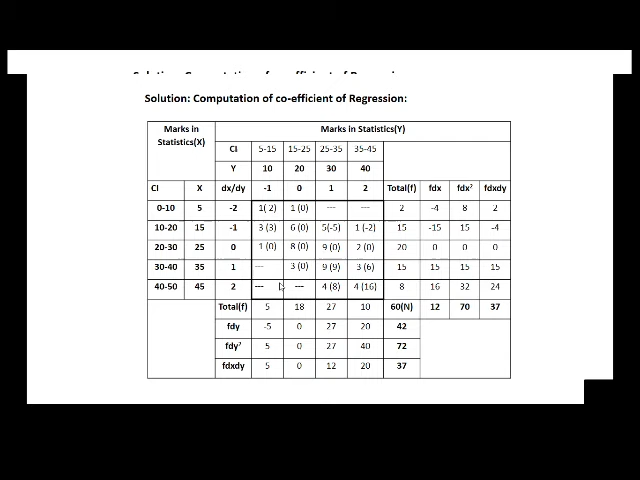 Solution: Computation of co-efficient of Regression:
Marks in Statistics(X) Marks in Statistics(Y)
CI 5-15 15-25 25-35 35-45
Y 10 20 30 40
CI X dx/dy -1 0 1 2 Total(f) fdx fdx² fdxdy
0-10 5 -2 1( 2) 1 (0) --- --- 2 -4 8 2
10-20 15 -1 3 (3) 6 (0) 5(-5) 1 (-2) 15 -15 15 -4
20-30 25 0 1 (0) 8 (0) 9 (0) 2 (0) 20 0 0 0
30-40 35 1 --- 3 (0) 9 (9) 3 (6) 15 15 15 15
40-50 45 2 --- --- 4 (8) 4 (16) 8 16 32 24
Total(f) 5 18 27 10 60(N) 12 70 37
fdy -5 0 27 20 42
fdy² 5 0 27 40 72
fdxdy 5 0 12 20 37